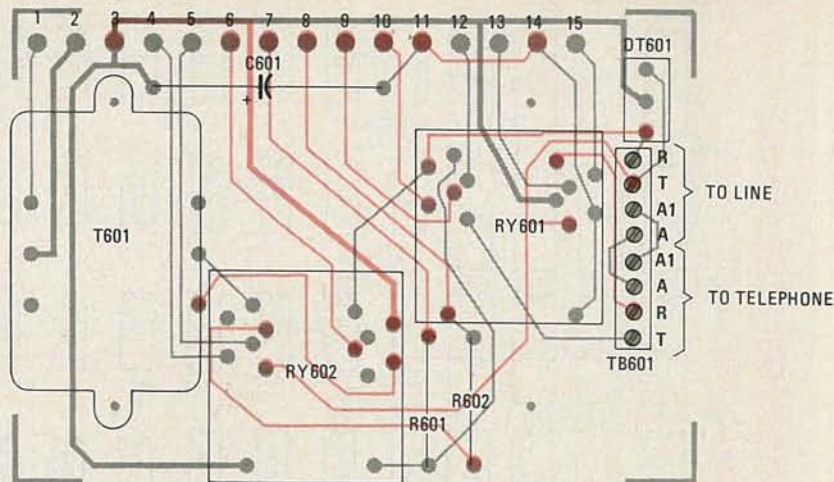 1 2 3 4 5 6 7 8 9 10 11 12 13 14 15
DT601
C601
+
R
T
A1
A
A1
A
R
T
TO LINE
TO TELEPHONE
T601
RY601
RY602
TB601
R602
R601